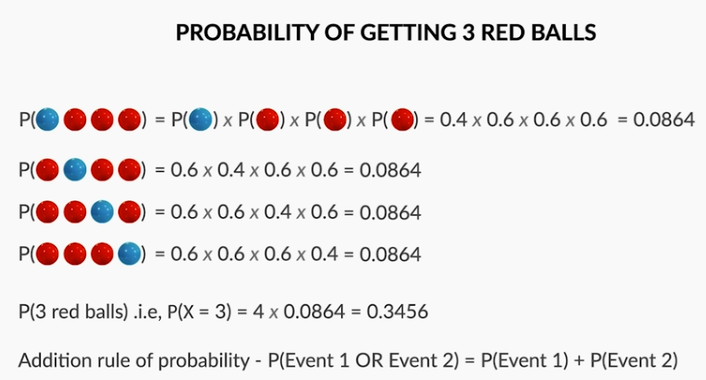 PROBABILITY OF GETTING 3 RED BALLS
P( ) = P( ) x P( ) x P( ) x P( ) = 0.4 x 0.6 x 0.6 x 0.6 = 0.0864
P( ) = 0.6 x 0.4 x 0.6 x 0.6 = 0.0864
P( ) = 0.6 x 0.6 x 0.4 x 0.6 = 0.0864
P( ) = 0.6 x 0.6 x 0.6 x 0.4 = 0.0864
P(3 red balls) .i.e, P(X = 3) = 4 x 0.0864 = 0.3456
Addition rule of probability - P(Event 1 OR Event 2) = P(Event 1) + P(Event 2)